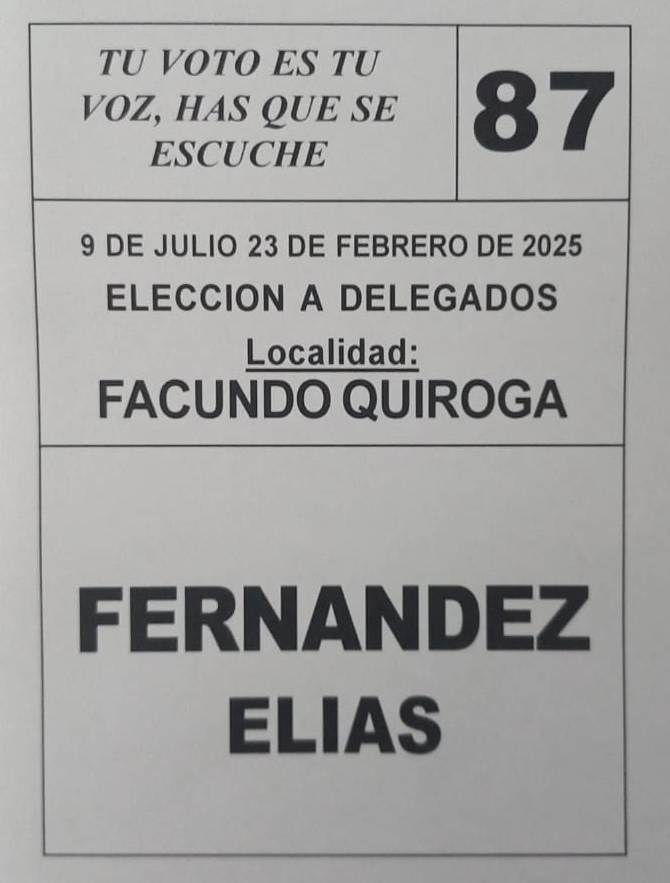 TU VOTO ES TU
VOZ, HAS QUE SE
ESCUCHE
87
9 DE JULIO 23 DE FEBRERO DE 2025
ELECCION A DELEGADOS
Localidad:
FACUNDO QUIROGA
FERNANDEZ
ELIAS